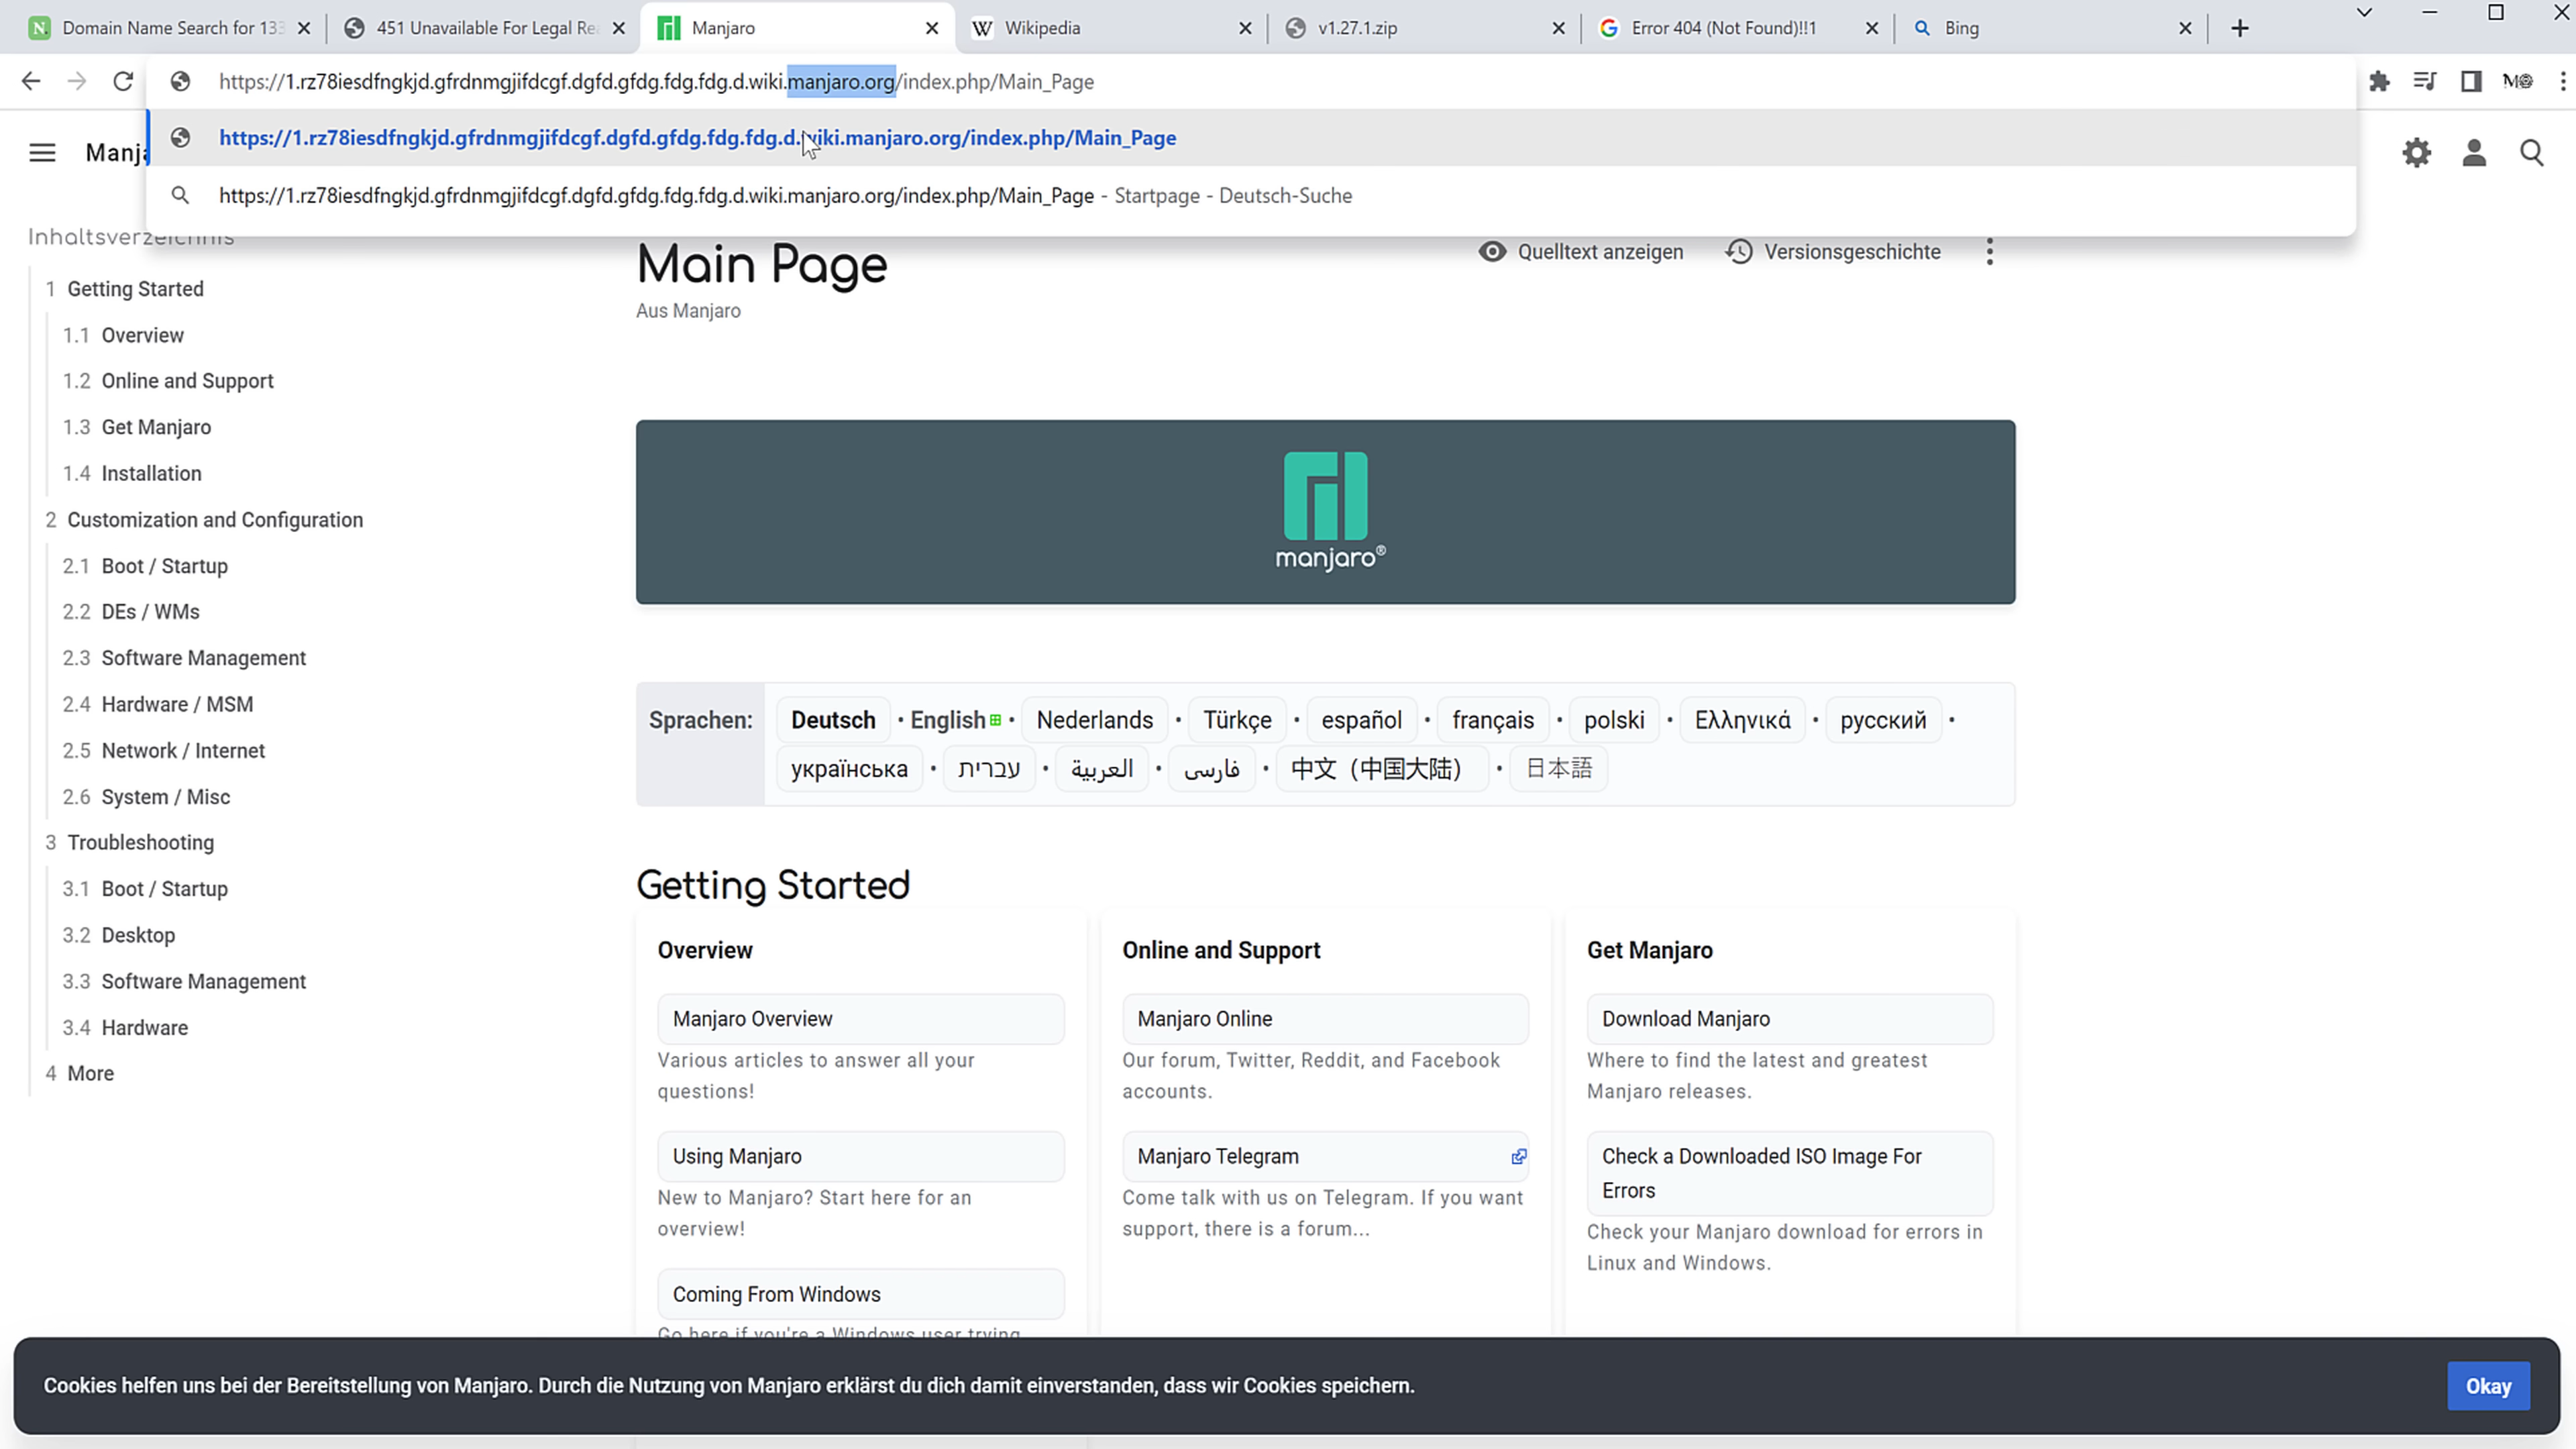 Domain Name Search for 133
451 Unavailable For Legal Re
Manjaro
Wikipedia
v1.27.1.zip
Error 404 (Not Found)!!1
Bing
https://1.rz78iesdfngkjd.gfrdnmgjifdcgf.dgfd.gfdg.fdg.fdg.d.wiki.manjaro.org/index.php/Main_Page
https://1.rz78iesdfngkjd.gfrdnmgjifdcgf.dgfd.gfdg.fdg.fdg.d.wiki.manjaro.org/index.php/Main_Page
https://1.rz78iesdfngkjd.gfrdnmgjifdcgf.dgfd.gfdg.fdg.fdg.d.wiki.manjaro.org/index.php/Main_Page - Startpage - Deutsch-Suche
Inhaltsverzeichnis
1 Getting Started
1.1 Overview
1.2 Online and Support
1.3 Get Manjaro
1.4 Installation
2 Customization and Configuration
2.1 Boot / Startup
2.2 DEs / WMs
2.3 Software Management
2.4 Hardware / MSM
2.5 Network / Internet
2.6 System / Misc
3 Troubleshooting
3.1 Boot / Startup
3.2 Desktop
3.3 Software Management
3.4 Hardware
4 More
Main Page
Quelltext anzeigen
Versionsgeschichte
Aus Manjaro
manjaro®
Sprachen:
Deutsch • English • Nederlands • Türkçe • español • français • polski • Ελληνικά • русский •
українська • עברית • العربية • فارسی • 中文（中国大陆） • 日本語
Getting Started
Overview
Manjaro Overview
Various articles to answer all your
questions!
Using Manjaro
New to Manjaro? Start here for an
overview!
Coming From Windows
Go here if you're a Windows user trying
Online and Support
Manjaro Online
Our forum, Twitter, Reddit, and Facebook
accounts.
Manjaro Telegram
Come talk with us on Telegram. If you want
support, there is a forum...
Get Manjaro
Download Manjaro
Where to find the latest and greatest
Manjaro releases.
Check a Downloaded ISO Image For
Errors
Check your Manjaro download for errors in
Linux and Windows.
Cookies helfen uns bei der Bereitstellung von Manjaro. Durch die Nutzung von Manjaro erklärst du dich damit einverstanden, dass wir Cookies speichern.
Okay